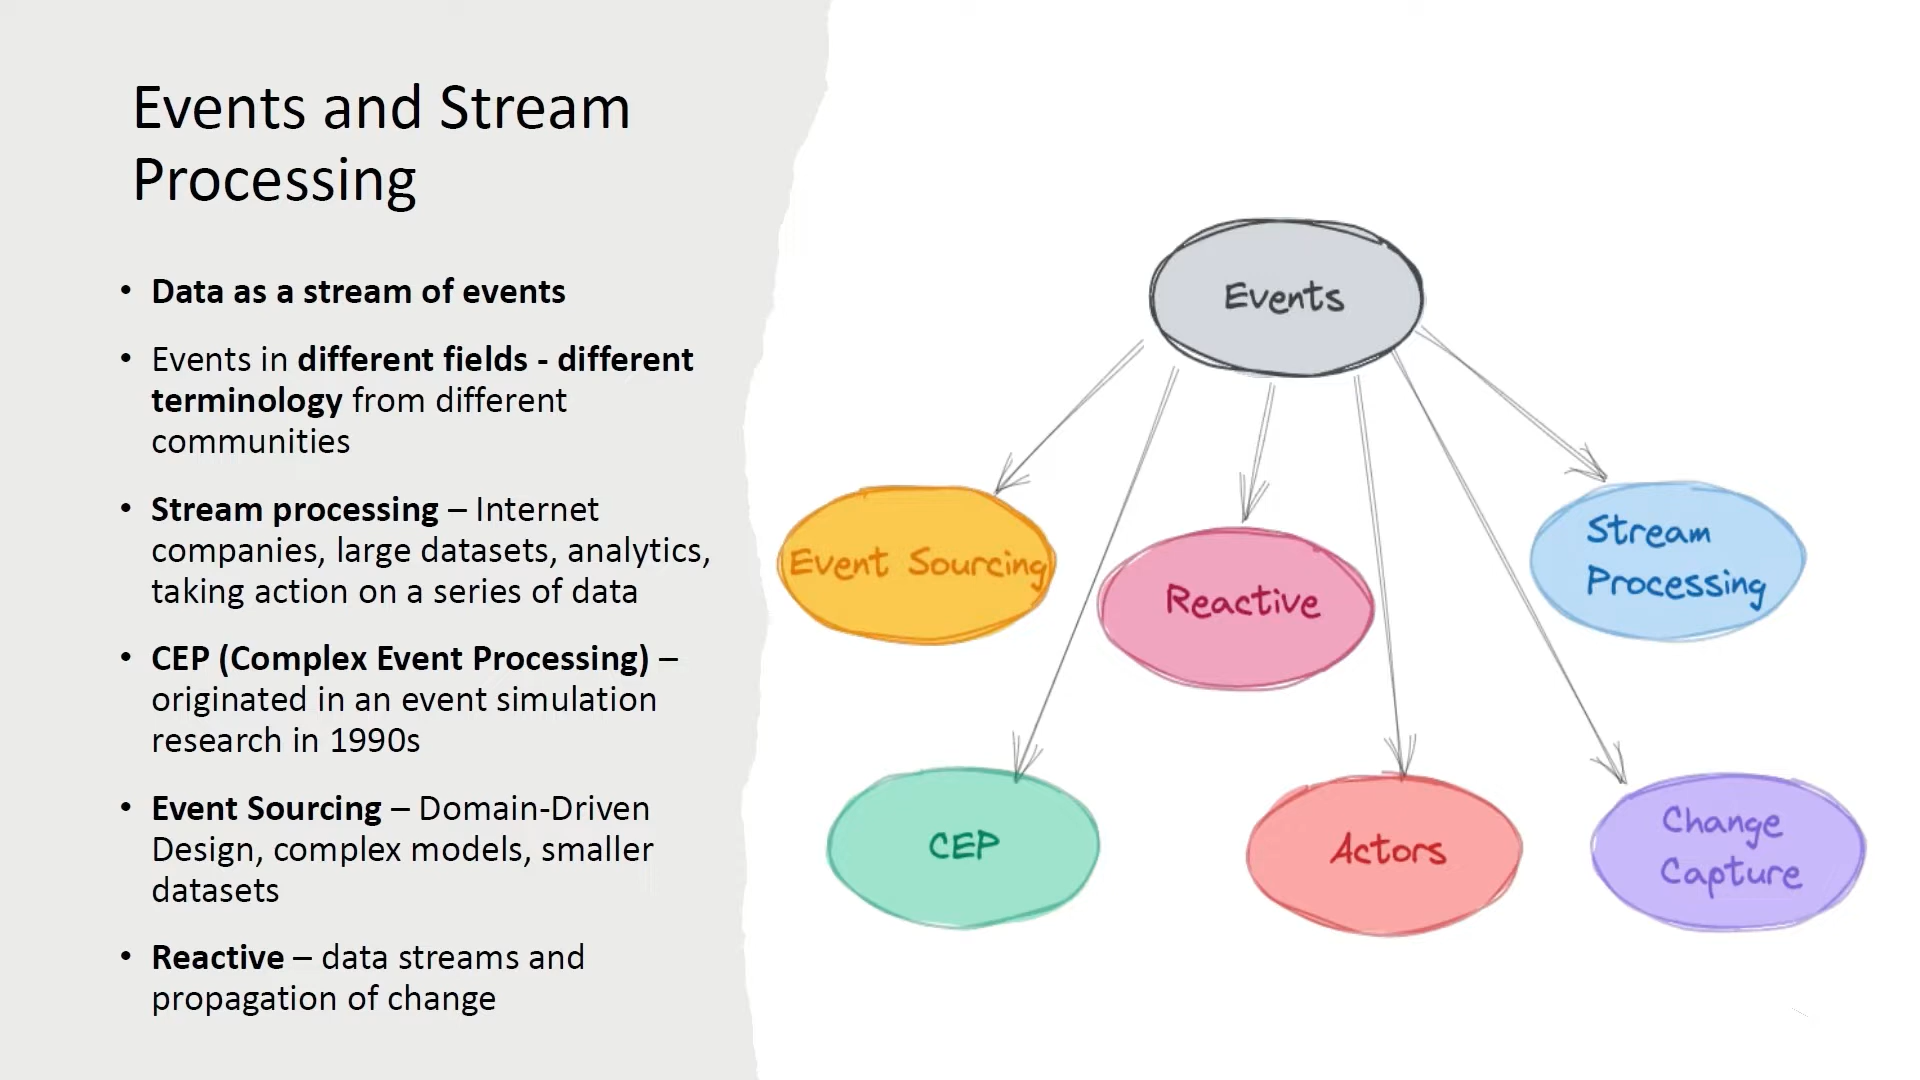 Events and Stream
Processing
• Data as a stream of events
• Events in different fields - different
terminology from different
communities
• Stream processing – Internet
companies, large datasets, analytics,
taking action on a series of data
• CEP (Complex Event Processing) –
originated in an event simulation
research in 1990s
• Event Sourcing – Domain-Driven
Design, complex models, smaller
datasets
• Reactive – data streams and
propagation of change
Events
Event Sourcing
Reactive
Stream
Processing
CEP
Actors
Change
Capture